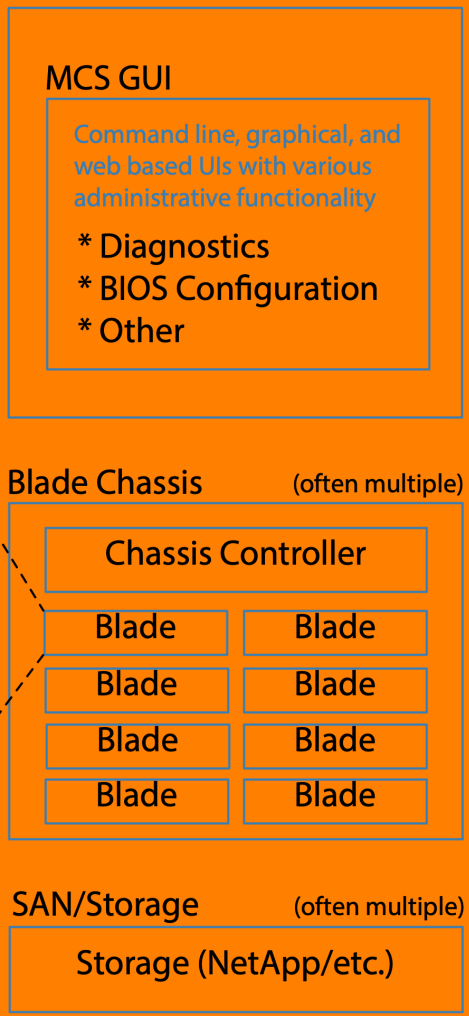 MCS GUI
Command line, graphical, and
web based UIs with various
administrative functionality
* Diagnostics
* BIOS Configuration
* Other
Blade Chassis (often multiple)
Chassis Controller
Blade Blade
Blade Blade
Blade Blade
Blade Blade
SAN/Storage (often multiple)
Storage (NetApp/etc.)